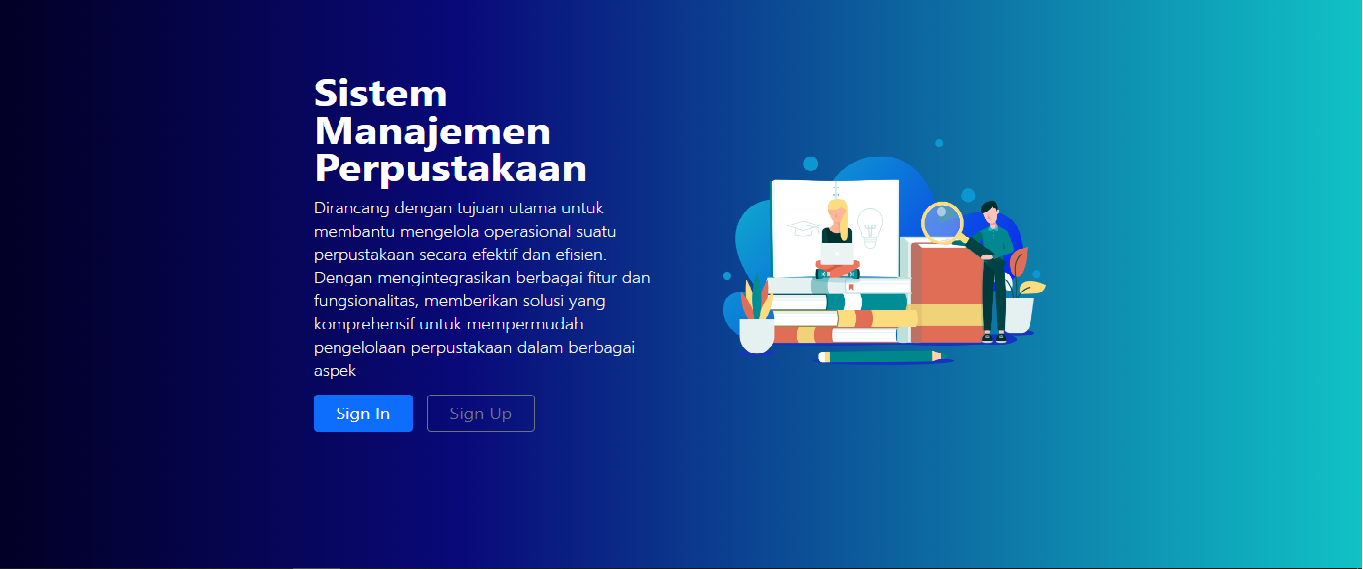 Sistem
Manajemen
Perpustakaan
Dirancang dengan tujuan utama untuk
membantu mengelola operasional suatu
perpustakaan secara efektif dan efisien.
Dengan mengintegrasikan berbagai fitur dan
fungsionalitas, memberikan solusi yang
komprehensif untuk mempermudah
pengelolaan perpustakaan dalam berbagai
aspek
Sign In
Sign Up